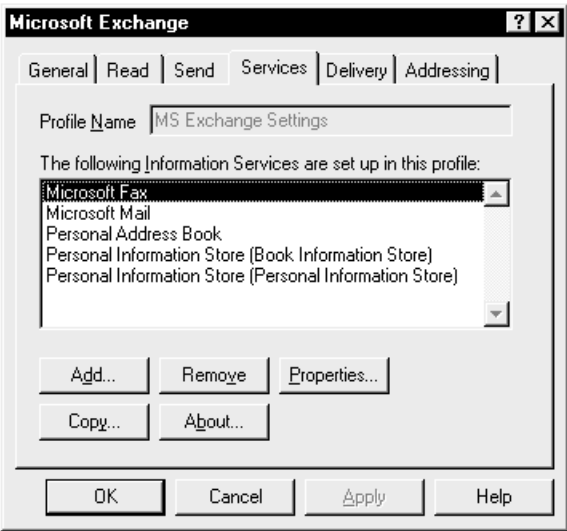 Microsoft Exchange ? X
General Read Send Services Delivery Addressing
Profile Name MS Exchange Settings
The following Information Services are set up in this profile:
Microsoft Fax
Microsoft Mail
Personal Address Book
Personal Information Store (Book Information Store)
Personal Information Store (Personal Information Store)
Add... Remove Properties...
Copy... About...
OK Cancel Apply Help